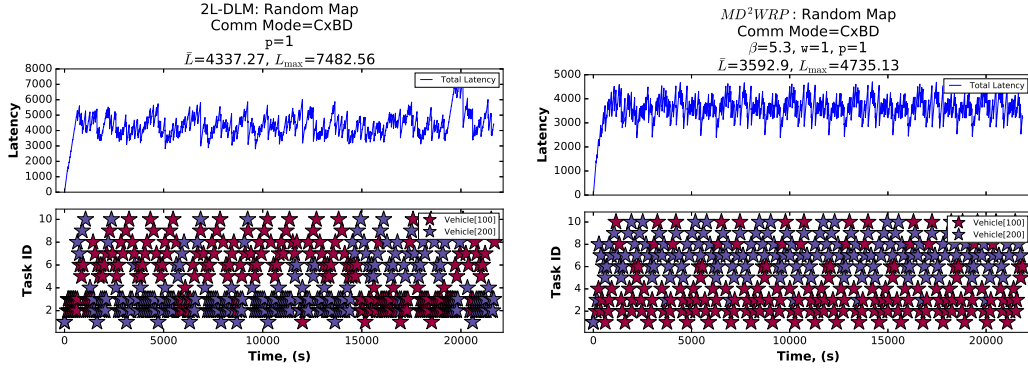 2L-DLM: Random Map
Comm Mode=CxBD
p=1
L̄=4337.27, Lmax=7482.56
8000
7000
6000
5000
4000
3000
2000
1000
0
Latency
Total Latency
10
8
6
4
2
Task ID
Vehicle[100]
Vehicle[200]
0 5000 10000 15000 20000
Time, (s)
MD²WRP: Random Map
Comm Mode=CxBD
β=5.3, w=1, p=1
L̄=3592.9, Lmax=4735.13
5000
4000
3000
2000
1000
0
Latency
Total Latency
10
8
6
4
2
Task ID
Vehicle[100]
Vehicle[200]
0 5000 10000 15000 20000
Time, (s)